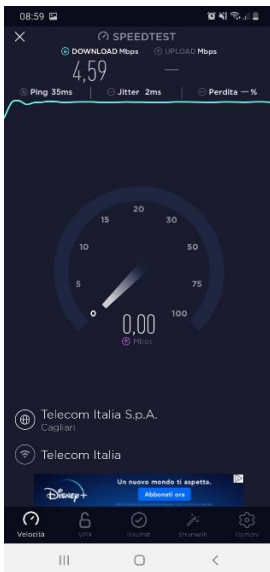 08:59
SPEEDTEST
DOWNLOAD Mbps UPLOAD Mbps
4,59 —
Ping 35ms Jitter 2ms Perdita — %
0
5
10
15
20
30
50
75
100
0,00
Mbps
Telecom Italia S.p.A.
Cagliari
Telecom Italia
Disney+
Un nuovo mondo ti aspetta.
Abbonati ora
Velocità VPN Risultati Strumenti Opzioni